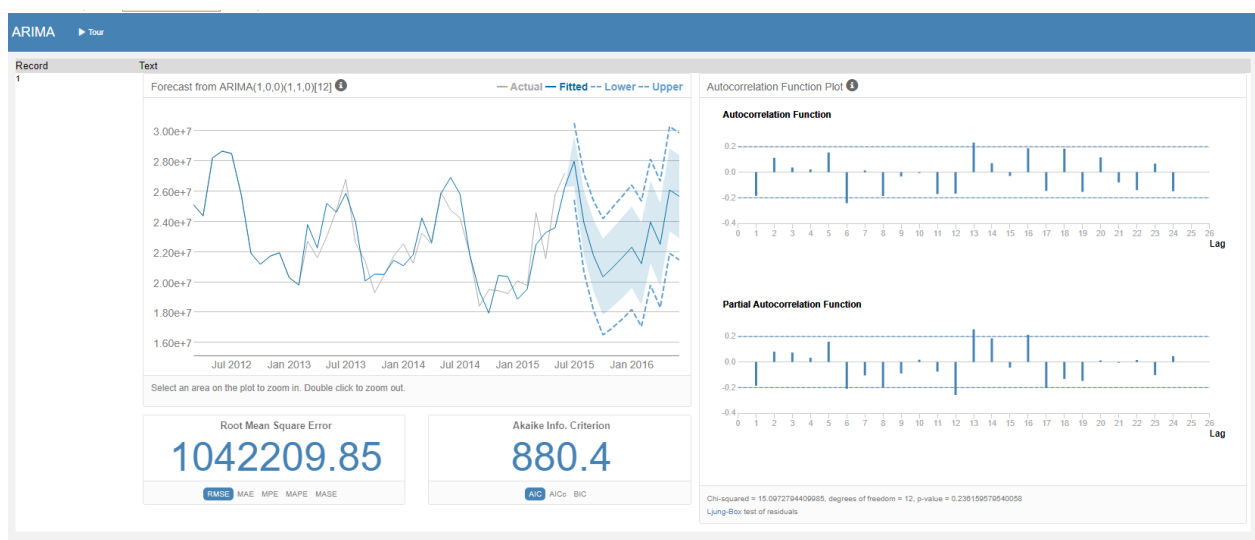 ARIMA ▶ Tour
Record Text
1
Forecast from ARIMA(1,0,0)(1,1,0)[12]
— Actual — Fitted -- Lower -- Upper
3.00e+7
2.80e+7
2.60e+7
2.40e+7
2.20e+7
2.00e+7
1.80e+7
1.60e+7
Jul 2012 Jan 2013 Jul 2013 Jan 2014 Jul 2014 Jan 2015 Jul 2015 Jan 2016
Select an area on the plot to zoom in. Double click to zoom out.
Root Mean Square Error
1042209.85
RMSE MAE MPE MAPE MASE
Akaike Info. Criterion
880.4
AIC AICc BIC
Autocorrelation Function Plot
Autocorrelation Function
0.2
0.0
-0.2
-0.4
0 1 2 3 4 5 6 7 8 9 10 11 12 13 14 15 16 17 18 19 20 21 22 23 24 25 26
Lag
Partial Autocorrelation Function
0.2
0.0
-0.2
-0.4
0 1 2 3 4 5 6 7 8 9 10 11 12 13 14 15 16 17 18 19 20 21 22 23 24 25 26
Lag
Chi-squared = 15.0972794409985, degrees of freedom = 12, p-value = 0.236159579540058
Ljung-Box test of residuals